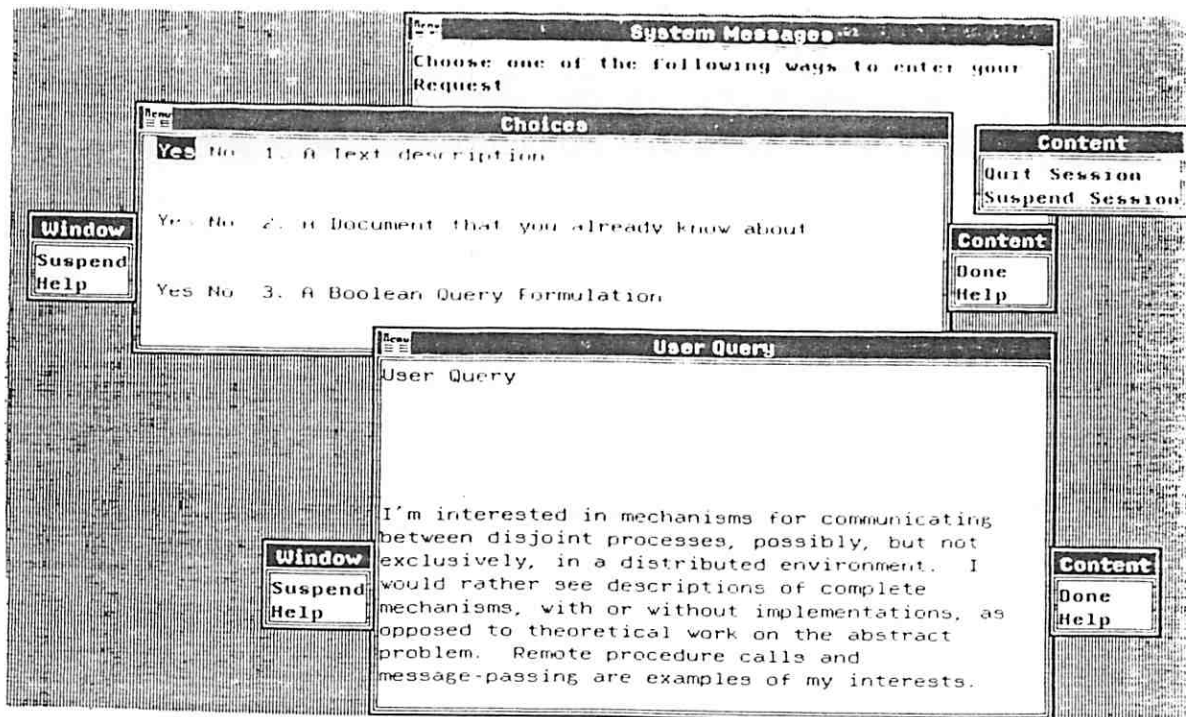 Menu
System Messages
Choose one of the following ways to enter your
Request
Menu
Choices
Yes No 1. A Text description
Yes No 2. A Document that you already know about
Yes No 3. A Boolean Query Formulation
Content
Quit Session
Suspend Session
Window
Suspend
Help
Content
Done
Help
Menu
User Query
User Query
I'm interested in mechanisms for communicating
between disjoint processes, possibly, but not
exclusively, in a distributed environment. I
would rather see descriptions of complete
mechanisms, with or without implementations, as
opposed to theoretical work on the abstract
problem. Remote procedure calls and
message-passing are examples of my interests.
Window
Suspend
Help
Content
Done
Help